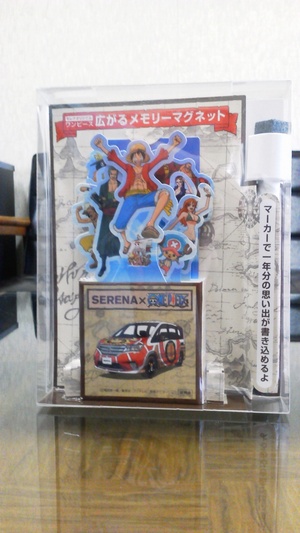 ワンピース 広がるメモリーマグネット
SERENA×ONE PIECE
マーカーで一年分の思い出が書き込めるよ